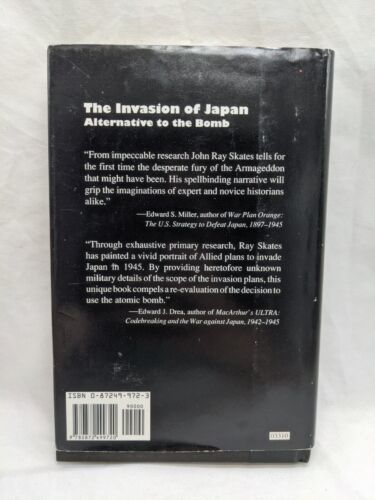 The Invasion of Japan
Alternative to the Bomb
“From impeccable research John Ray Skates tells for
the first time the desperate fury of the Armageddon
that might have been. His spellbinding narrative will
grip the imaginations of expert and novice historians
alike.”
—Edward S. Miller, author of War Plan Orange:
The U.S. Strategy to Defeat Japan, 1897–1945
“Through exhaustive primary research, Ray Skates
has painted a vivid portrait of Allied plans to invade
Japan in 1945. By providing heretofore unknown
military details of the scope of the invasion plans, this
unique book compels a re-evaluation of the decision to
use the atomic bomb.”
—Edward J. Drea, author of MacArthur's ULTRA:
Codebreaking and the War against Japan, 1942–1945
ISBN 0-87249-972-3
90000
9 780872 499720
03310